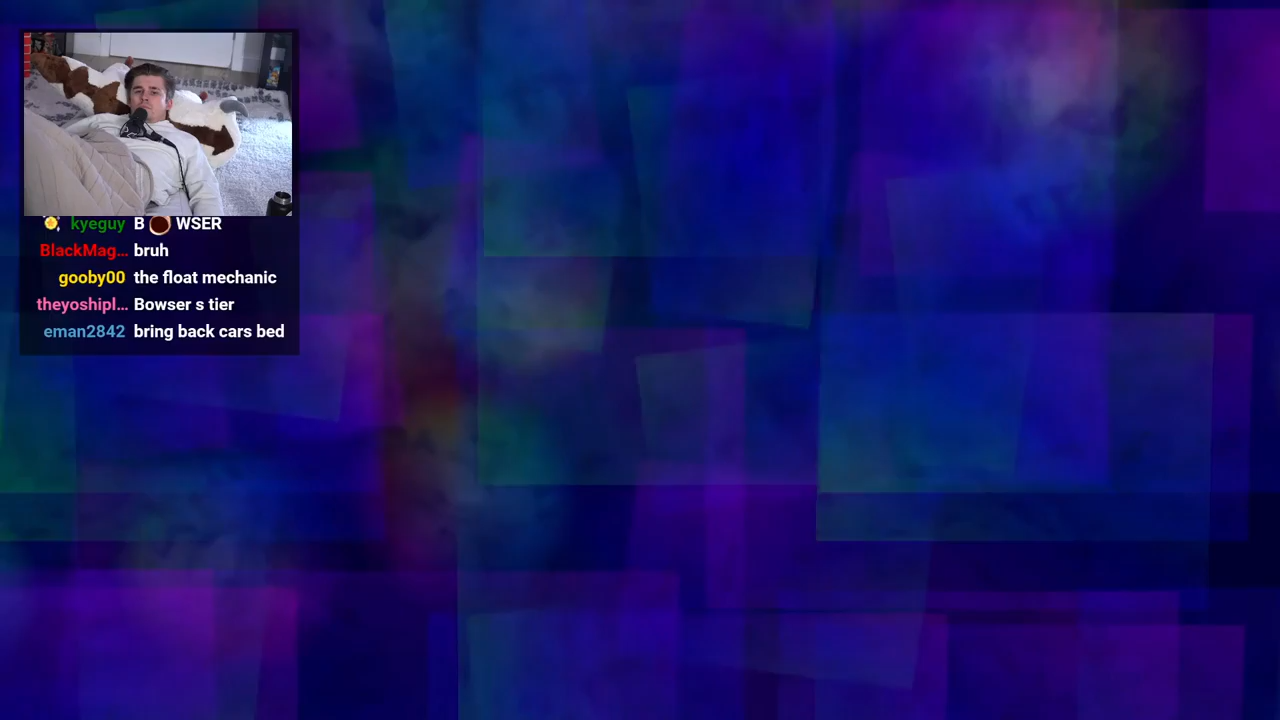 kyeguy B WSER
BlackMag... bruh
gooby00 the float mechanic
theyoshipl... Bowser s tier
eman2842 bring back cars bed